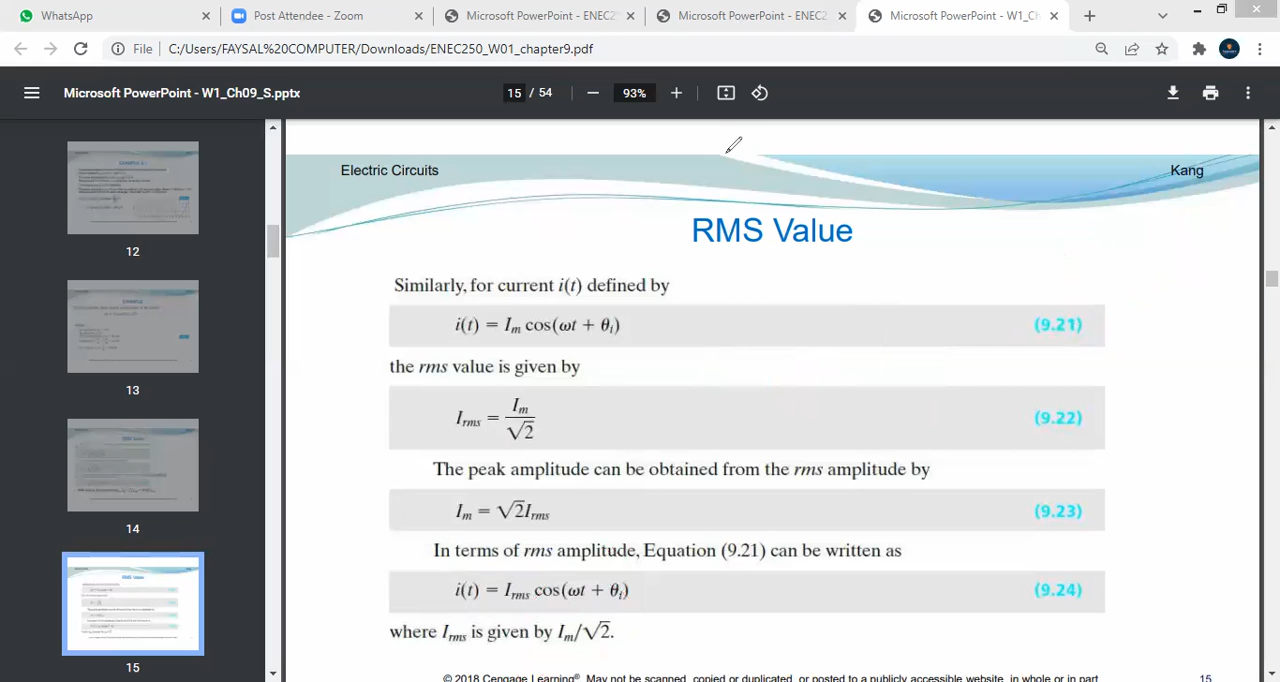 WhatsApp
Post Attendee - Zoom
Microsoft PowerPoint - ENEC2
Microsoft PowerPoint - ENEC2
Microsoft PowerPoint - W1_Ch
File
C:/Users/FAYSAL%20COMPUTER/Downloads/ENEC250_W01_chapter9.pdf
Microsoft PowerPoint - W1_Ch09_S.pptx
15 / 54
93%
12
13
14
15
Electric Circuits
Kang
RMS Value
Similarly, for current i(t) defined by
i(t) = Iₘ cos(ωt + θᵢ) (9.21)
the rms value is given by
I_rms = Iₘ/√2 (9.22)
The peak amplitude can be obtained from the rms amplitude by
Iₘ = √2I_rms (9.23)
In terms of rms amplitude, Equation (9.21) can be written as
i(t) = I_rms cos(ωt + θᵢ) (9.24)
where I_rms is given by Iₘ/√2.
© 2018 Cengage Learning®. May not be scanned, copied or duplicated, or posted to a publicly accessible website, in whole or in part.
15